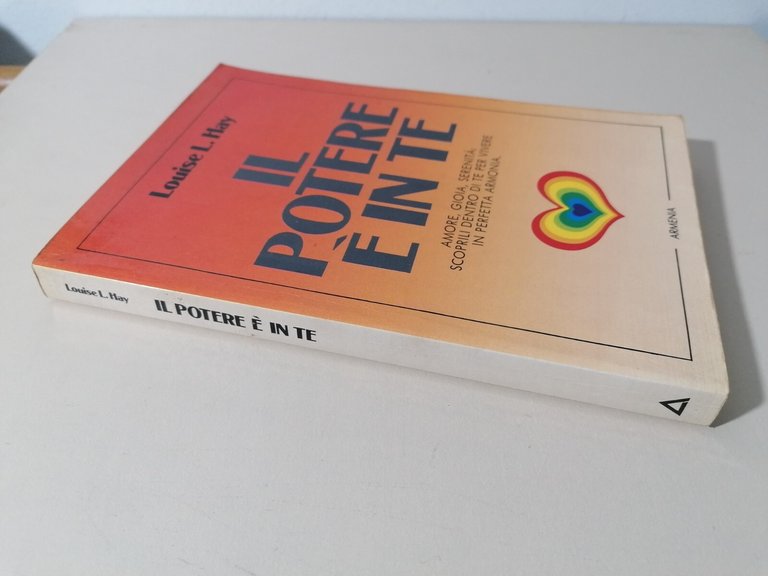 Louise L. Hay
IL
POTERE
È IN TE
AMORE, GIOIA, SERENITÀ:
SCOPRILI DENTRO DI TE PER VIVERE
IN PERFETTA ARMONIA.
ARMENIA
Louise L. Hay IL POTERE È IN TE